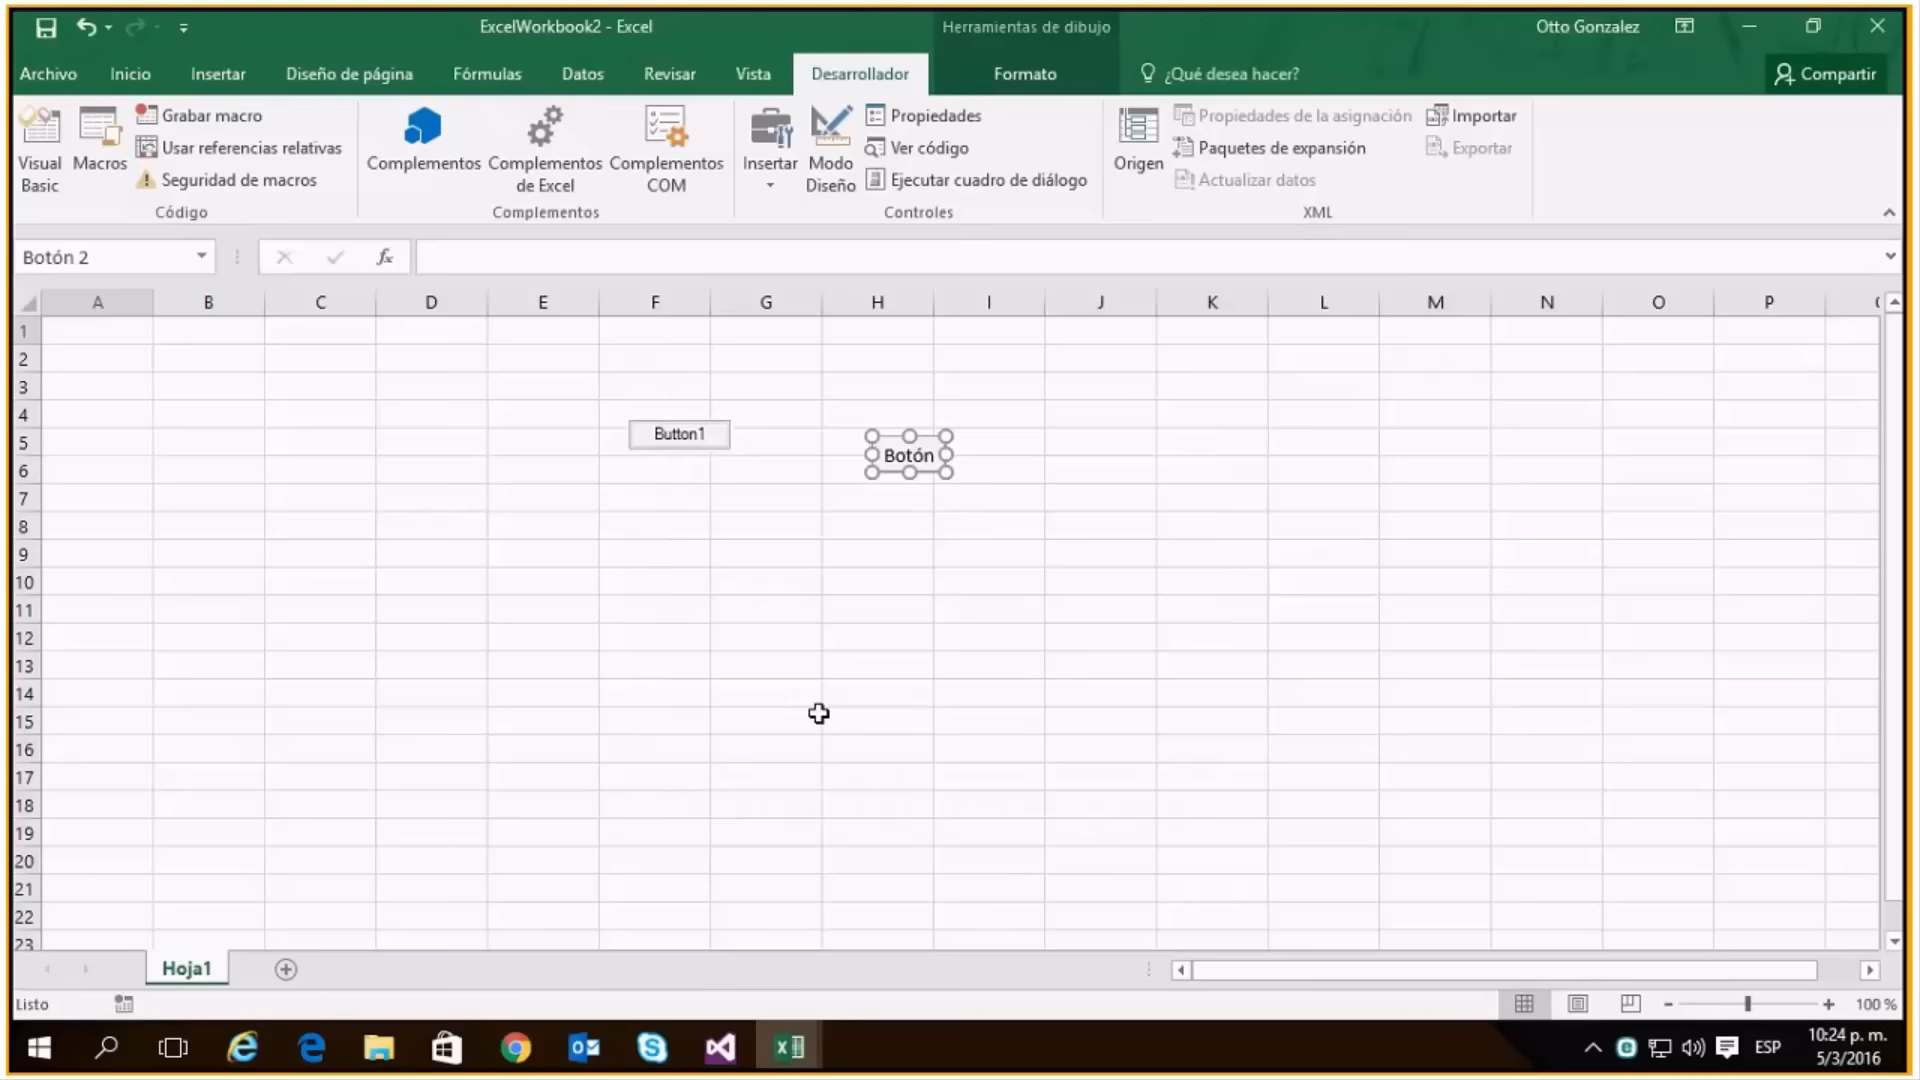 ExcelWorkbook2 - Excel
Herramientas de dibujo
Otto Gonzalez
Archivo Inicio Insertar Diseño de página Fórmulas Datos Revisar Vista Desarrollador Formato ¿Qué desea hacer? Compartir
Visual Basic
Macros
Grabar macro
Usar referencias relativas
Seguridad de macros
Código
Complementos
Complementos de Excel
Complementos COM
Complementos
Insertar
Modo Diseño
Propiedades
Ver código
Ejecutar cuadro de diálogo
Controles
Origen
Propiedades de la asignación
Paquetes de expansión
Actualizar datos
Importar
Exportar
XML
Botón 2
fx
A B C D E F G H I J K L M N O P
1
2
3
4
5
6
7
8
9
10
11
12
13
14
15
16
17
18
19
20
21
22
23
Button1
Botón
Hoja1
Listo
100 %
ESP
10:24 p. m.
5/3/2016